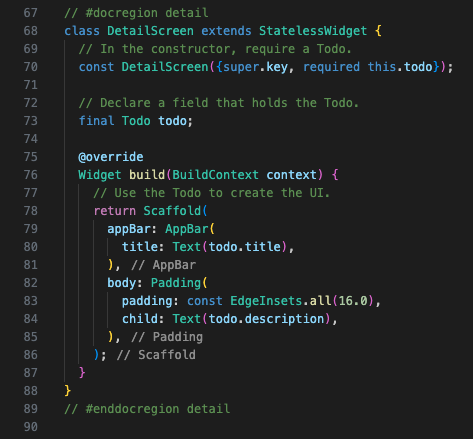 67 // #docregion detail
68 class DetailScreen extends StatelessWidget {
69   // In the constructor, require a Todo.
70   const DetailScreen({super.key, required this.todo});
71
72   // Declare a field that holds the Todo.
73   final Todo todo;
74
75   @override
76   Widget build(BuildContext context) {
77     // Use the Todo to create the UI.
78     return Scaffold(
79       appBar: AppBar(
80         title: Text(todo.title),
81       ), // AppBar
82       body: Padding(
83         padding: const EdgeInsets.all(16.0),
84         child: Text(todo.description),
85       ), // Padding
86     ); // Scaffold
87   }
88 }
89 // #enddocregion detail
90